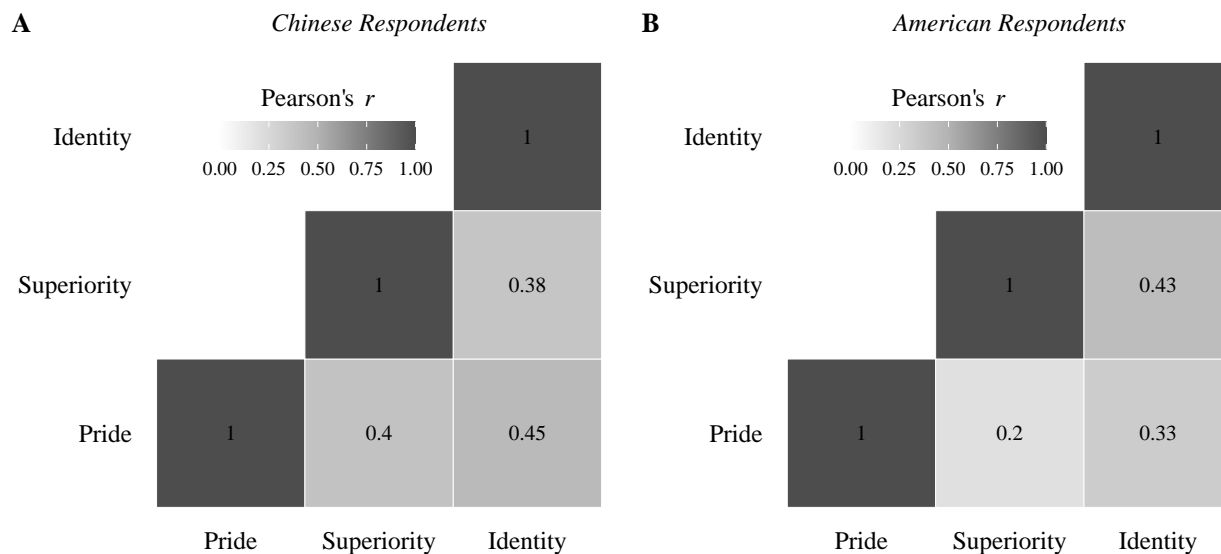 A
Chinese Respondents
Pearson's r
0.00 0.25 0.50 0.75 1.00
Identity
1
Superiority
1 0.38
Pride
1 0.4 0.45
Pride Superiority Identity
B
American Respondents
Pearson's r
0.00 0.25 0.50 0.75 1.00
Identity
1
Superiority
1 0.43
Pride
1 0.2 0.33
Pride Superiority Identity